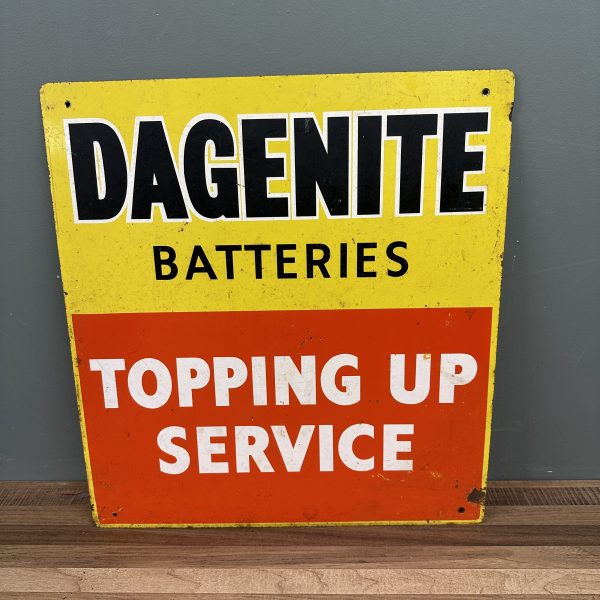 DAGENITE
BATTERIES
TOPPING UP
SERVICE